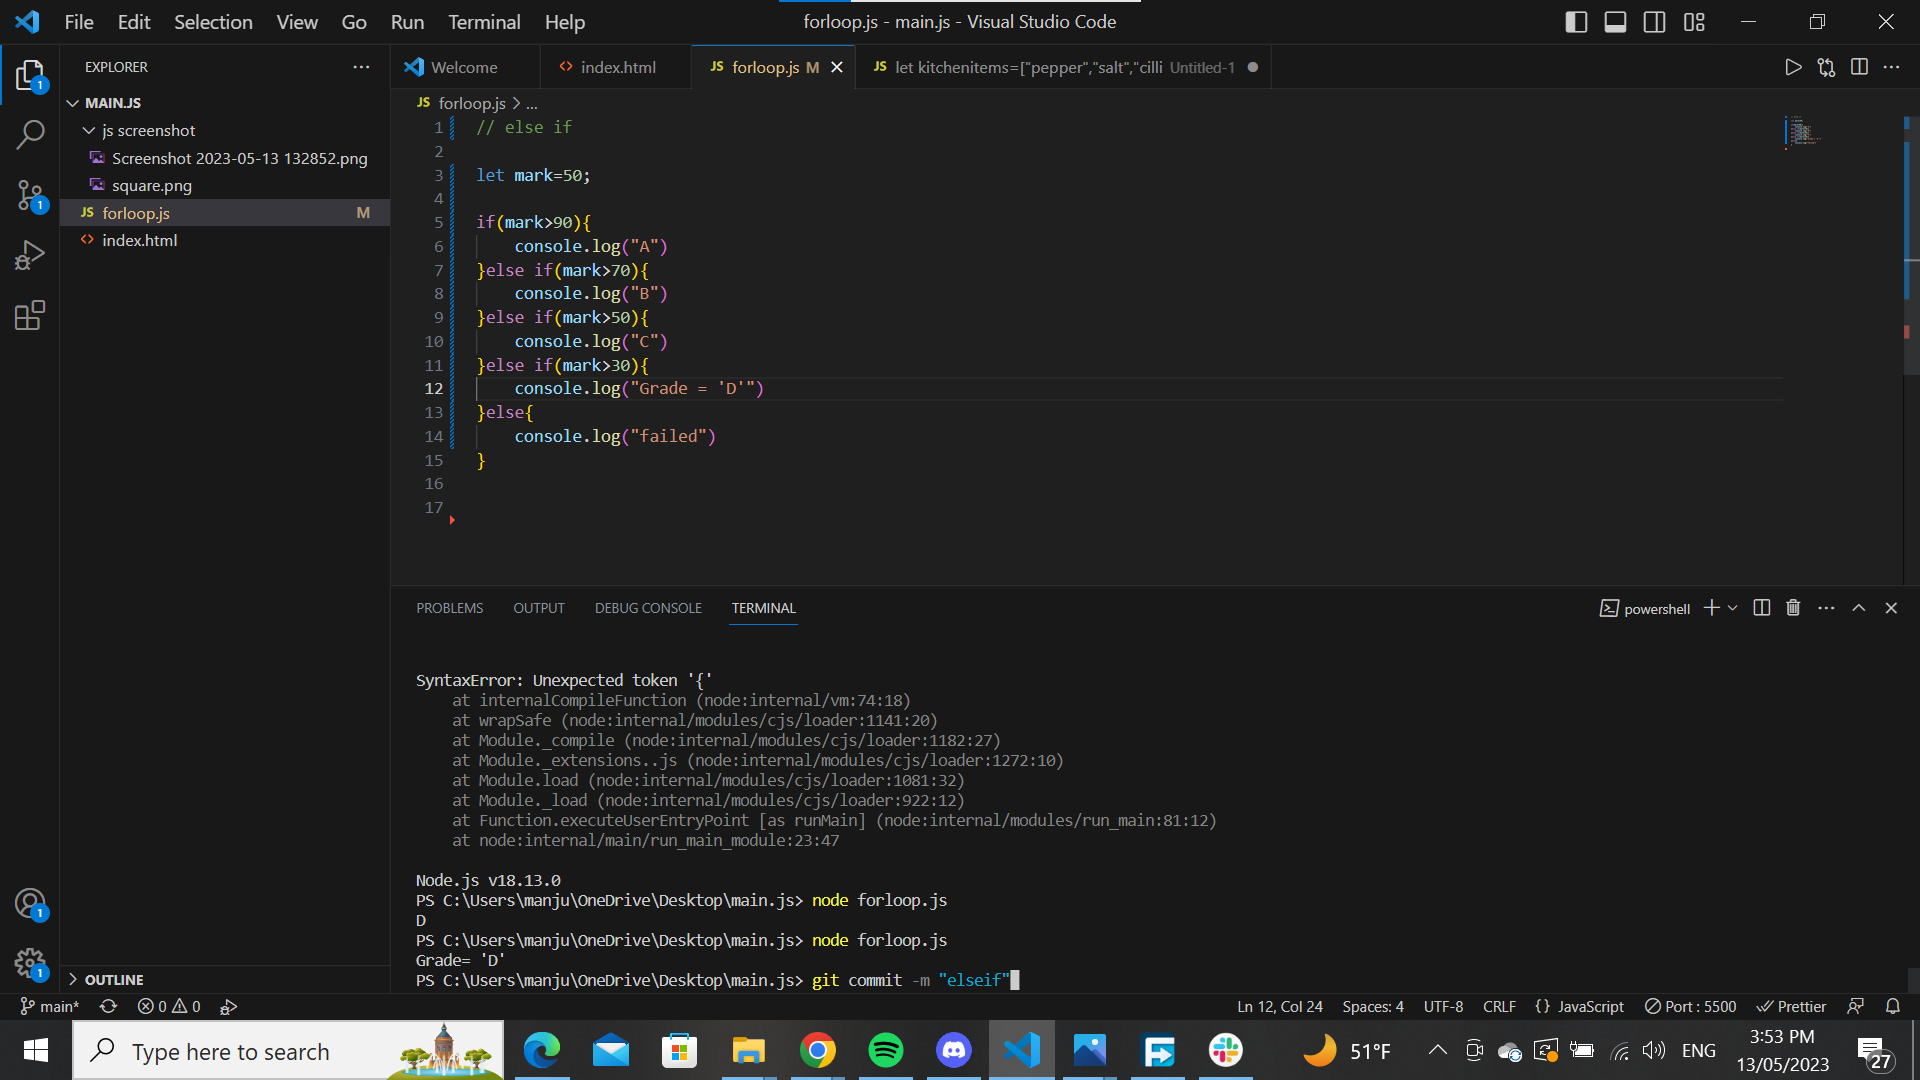 File Edit Selection View Go Run Terminal Help
forloop.js - main.js - Visual Studio Code
EXPLORER
MAIN.JS
js screenshot
Screenshot 2023-05-13 132852.png
square.png
JS forloop.js M
<> index.html
OUTLINE
1
1
1
1
Welcome
<> index.html
JS forloop.js M
JS let kitchenitems=["pepper","salt","cilli Untitled-1
JS forloop.js > ...
1 // else if
2
3 let mark=50;
4
5 if(mark>90){
6 console.log("A")
7 }else if(mark>70){
8 console.log("B")
9 }else if(mark>50){
10 console.log("C")
11 }else if(mark>30){
12 console.log("Grade = 'D'")
13 }else{
14 console.log("failed")
15 }
16
17
PROBLEMS OUTPUT DEBUG CONSOLE TERMINAL
powershell
SyntaxError: Unexpected token '{'
at internalCompileFunction (node:internal/vm:74:18)
at wrapSafe (node:internal/modules/cjs/loader:1141:20)
at Module._compile (node:internal/modules/cjs/loader:1182:27)
at Module._extensions..js (node:internal/modules/cjs/loader:1272:10)
at Module.load (node:internal/modules/cjs/loader:1081:32)
at Module._load (node:internal/modules/cjs/loader:922:12)
at Function.executeUserEntryPoint [as runMain] (node:internal/modules/run_main:81:12)
at node:internal/main/run_main_module:23:47
Node.js v18.13.0
PS C:\Users\manju\OneDrive\Desktop\main.js> node forloop.js
D
PS C:\Users\manju\OneDrive\Desktop\main.js> node forloop.js
Grade= 'D'
PS C:\Users\manju\OneDrive\Desktop\main.js> git commit -m "elseif"
main* 0 0
Ln 12, Col 24 Spaces: 4 UTF-8 CRLF {} JavaScript Port : 5500 Prettier
Type here to search
51°F
ENG
3:53 PM
13/05/2023
27